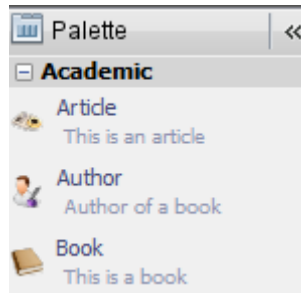 Palette
Academic
Article
This is an article
Author
Author of a book
Book
This is a book